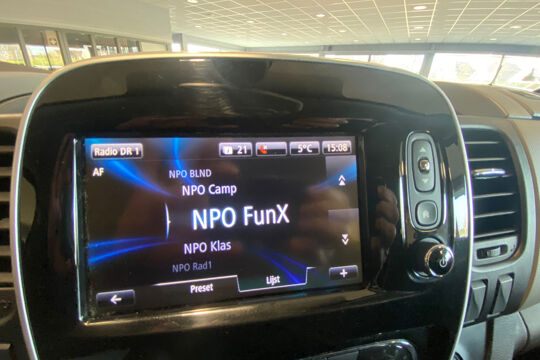 Radio DR 1 21 5°C 15:08
AF
NPO BLND
NPO Camp
NPO FunX
NPO Klas
NPO Rad1
Preset Lijst +